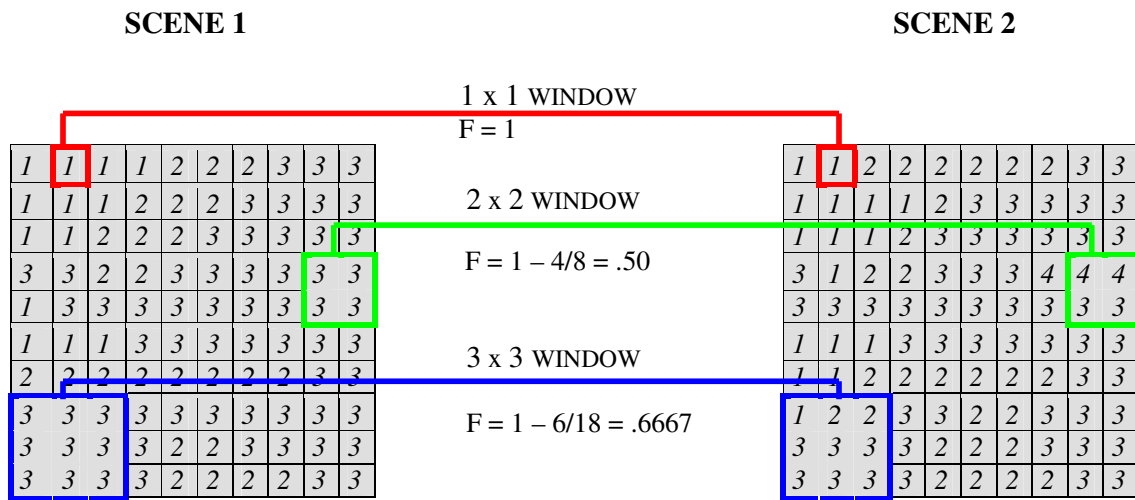 SCENE 1
SCENE 2
1 x 1 WINDOW
F = 1
2 x 2 WINDOW
F = 1 – 4/8 = .50
3 x 3 WINDOW
F = 1 – 6/18 = .6667
1 1 1 1 2 2 2 3 3 3
1 1 1 2 2 2 3 3 3 3
1 1 2 2 2 3 3 3 3 3
3 3 2 2 3 3 3 3 3 3
1 3 3 3 3 3 3 3 3 3
1 1 1 3 3 3 3 3 3 3
2 2 2 2 2 2 2 2 3 3
3 3 3 3 3 3 3 3 3 3
3 3 3 3 2 2 3 3 3 3
3 3 3 3 2 2 2 2 3 3
1 1 2 2 2 2 2 2 3 3
1 1 1 1 2 3 3 3 3 3
1 1 1 2 3 3 3 3 3 3
3 1 2 2 3 3 3 4 4 4
3 3 3 3 3 3 3 3 3 3
1 1 1 3 3 3 3 3 3 3
1 1 2 2 2 2 2 2 3 3
1 2 2 3 3 2 2 3 3 3
3 3 3 3 2 2 2 3 3 3
3 3 3 3 2 2 2 2 3 3